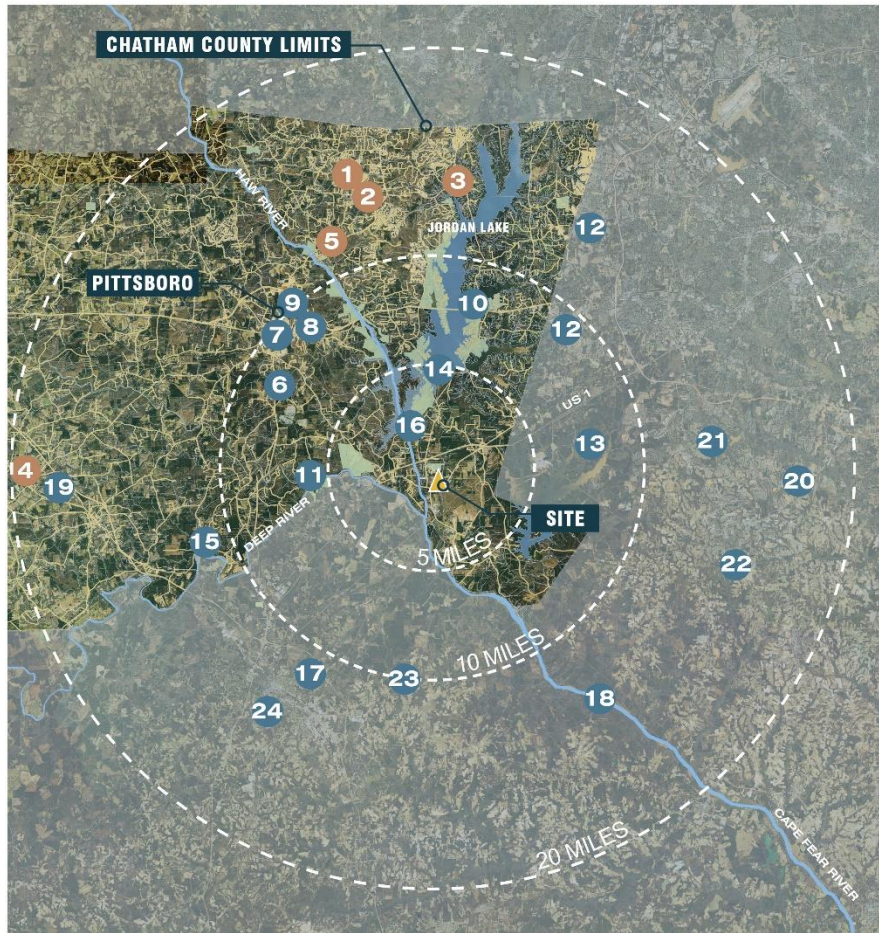 CHATHAM COUNTY LIMITS
1
2
3
HAW RIVER
5
JORDAN LAKE
12
PITTSBORO
9
10
7
8
12
14
6
US 1
16
13
21
4
19
11
20
SITE
DEEP RIVER
15
5 MILES
22
10 MILES
17
23
24
18
20 MILES
CAPE FEAR RIVER